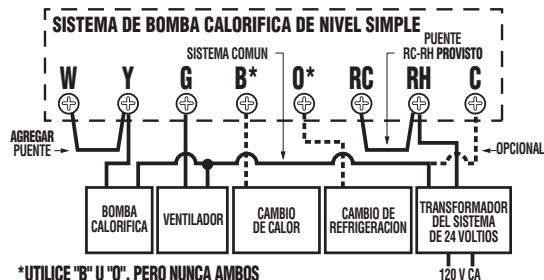 SISTEMA DE BOMBA CALORIFICA DE NIVEL SIMPLE
SISTEMA COMUN
PUENTE
RC-RH PROVISTO
W Y G B* O* RC RH C
AGREGAR
PUENTE
OPCIONAL
BOMBA
CALORIFICA
VENTILADOR
CAMBIO
DE CALOR
CAMBIO DE
REFRIGERACION
TRANSFORMADOR
DEL SISTEMA
DE 24 VOLTIOS
*UTILICE "B" U "O", PERO NUNCA AMBOS
120 V CA